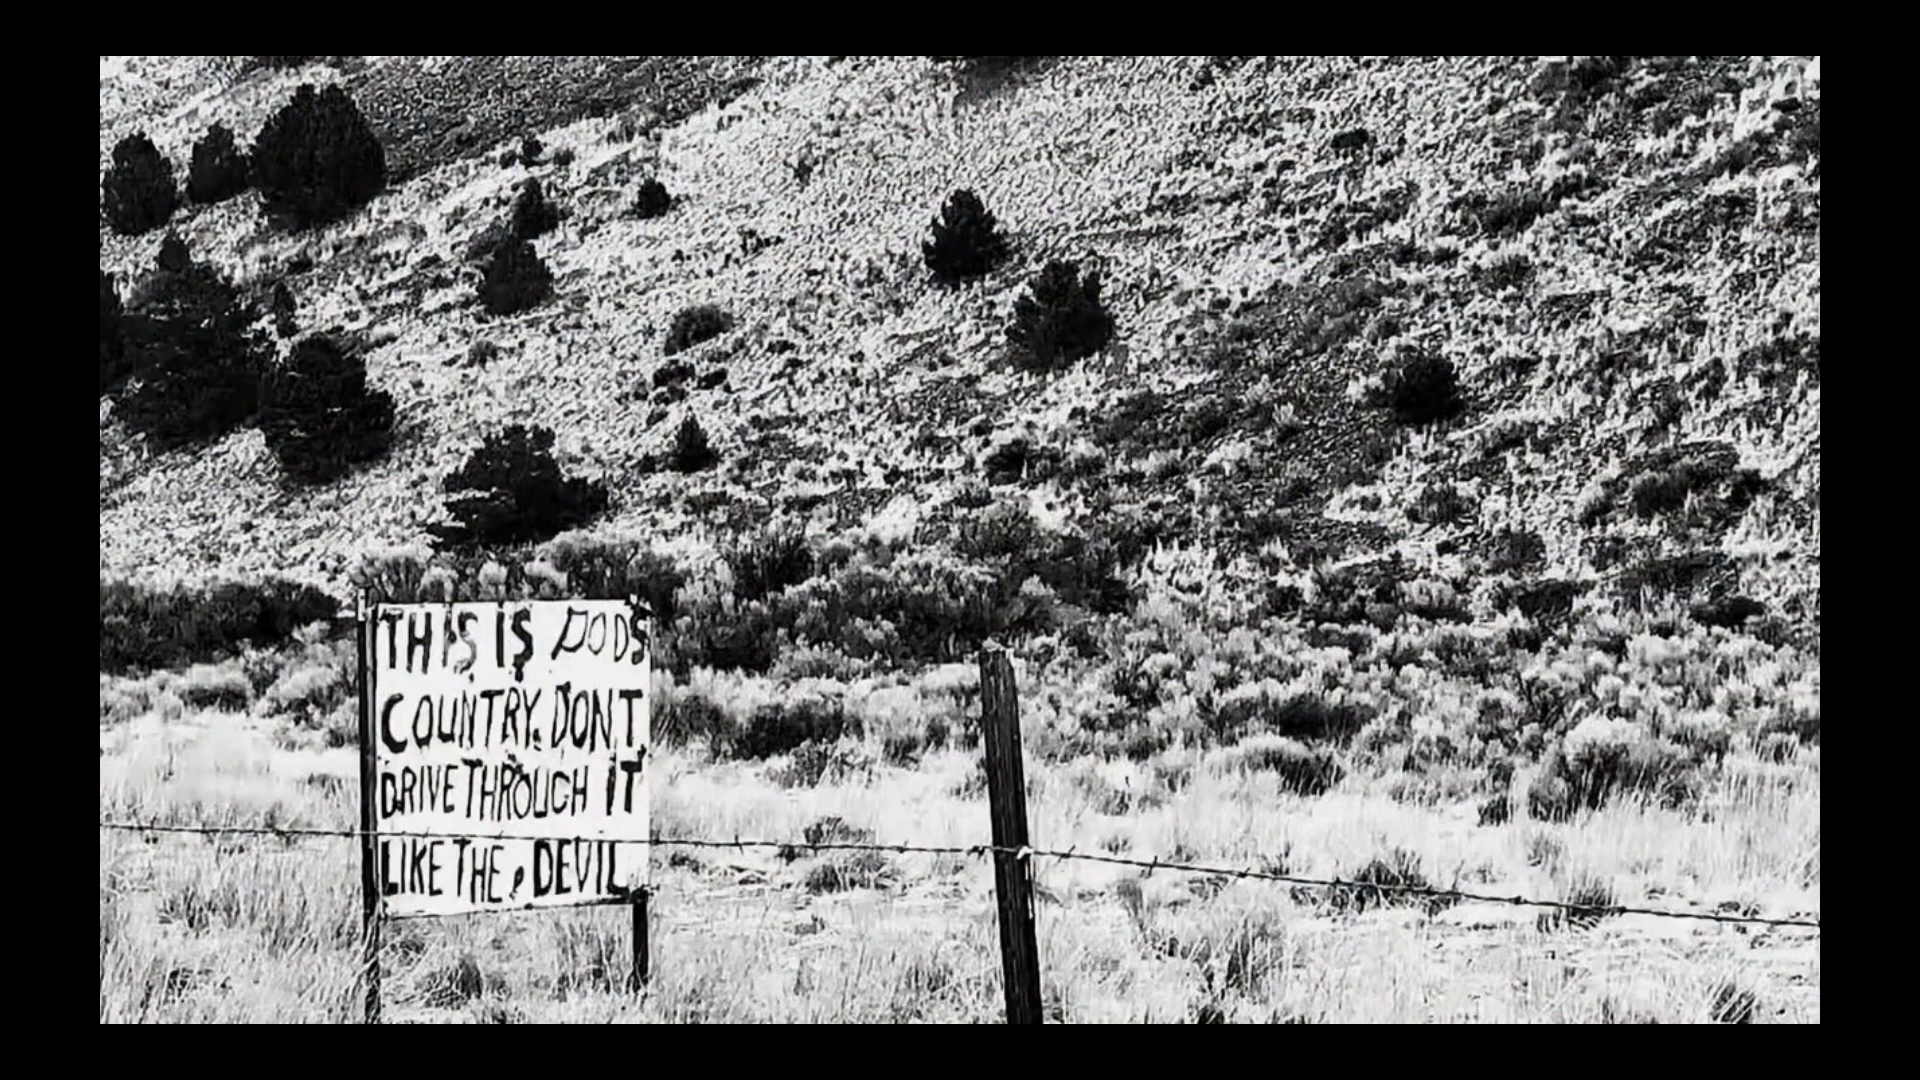 THIS IS GODS
COUNTRY. DONT
DRIVE THROUGH IT
LIKE THE DEVIL